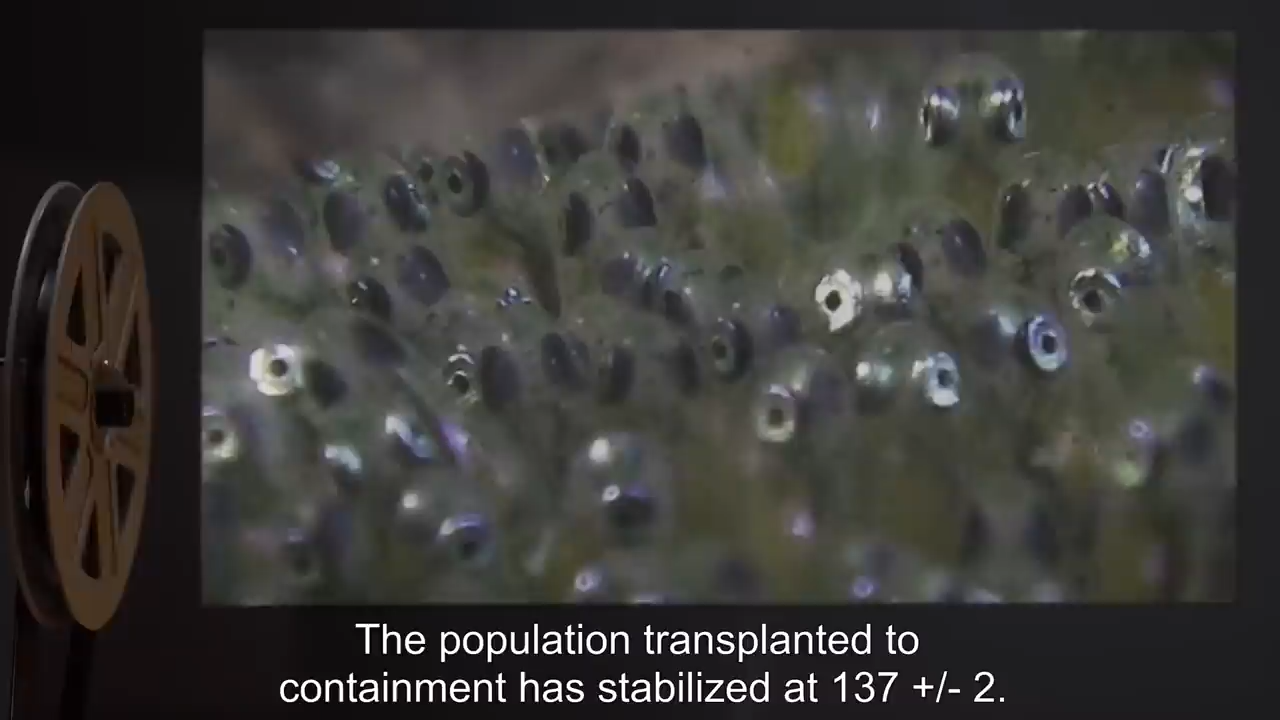 The population transplanted to
containment has stabilized at 137 +/- 2.